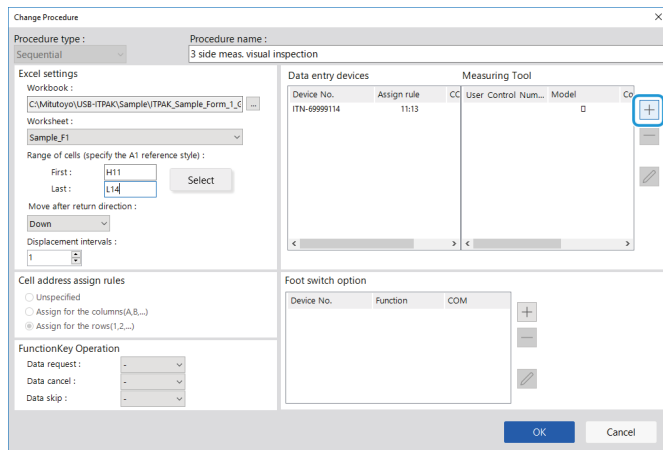 Change Procedure
Procedure type :
Procedure name :
Sequential
3 side meas. visual inspection
Excel settings
Workbook :
C:\Mitutoyo\USB-ITPAK\Sample\ITPAK_Sample_Form_1_
...
Worksheet :
Sample_F1
Range of cells (specify the A1 reference style) :
First :
H11
Last :
L14
Select
Move after return direction :
Down
Displacement intervals :
1
Data entry devices
Measuring Tool
Device No.
Assign rule
CC
User Control Num...
Model
Co
ITN-69999114
11:13
Cell address assign rules
Unspecified
Assign for the columns(A,B,...)
Assign for the rows(1,2,...)
FunctionKey Operation
Data request :
-
Data cancel :
-
Data skip :
-
Foot switch option
Device No.
Function
COM
OK
Cancel